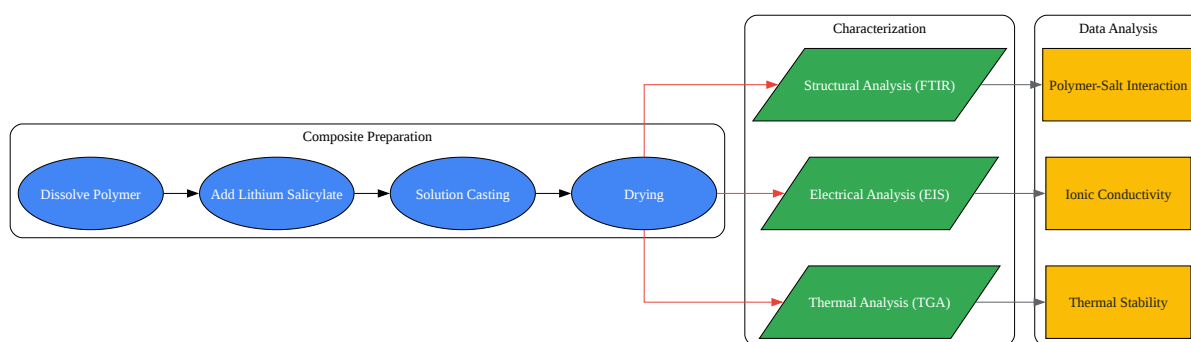 Composite Preparation
Dissolve Polymer
Add Lithium Salicylate
Solution Casting
Drying
Characterization
Structural Analysis (FTIR)
Electrical Analysis (EIS)
Thermal Analysis (TGA)
Data Analysis
Polymer-Salt Interaction
Ionic Conductivity
Thermal Stability